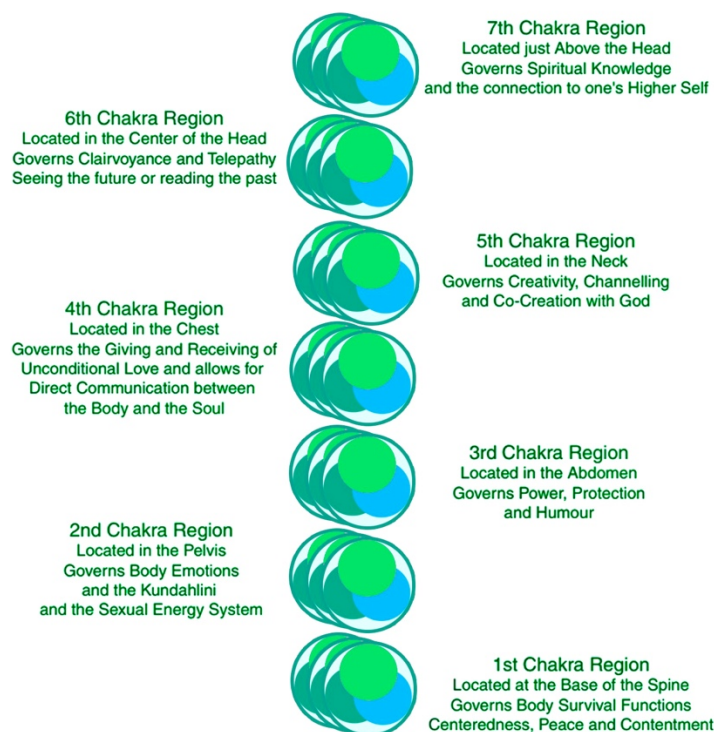 7th Chakra Region
Located just Above the Head
Governs Spiritual Knowledge
and the connection to one's Higher Self
6th Chakra Region
Located in the Center of the Head
Governs Clairvoyance and Telepathy
Seeing the future or reading the past
5th Chakra Region
Located in the Neck
Governs Creativity, Channelling
and Co-Creation with God
4th Chakra Region
Located in the Chest
Governs the Giving and Receiving of
Unconditional Love and allows for
Direct Communication between
the Body and the Soul
3rd Chakra Region
Located in the Abdomen
Governs Power, Protection
and Humour
2nd Chakra Region
Located in the Pelvis
Governs Body Emotions
and the Kundahlini
and the Sexual Energy System
1st Chakra Region
Located at the Base of the Spine
Governs Body Survival Functions
Centeredness, Peace and Contentment